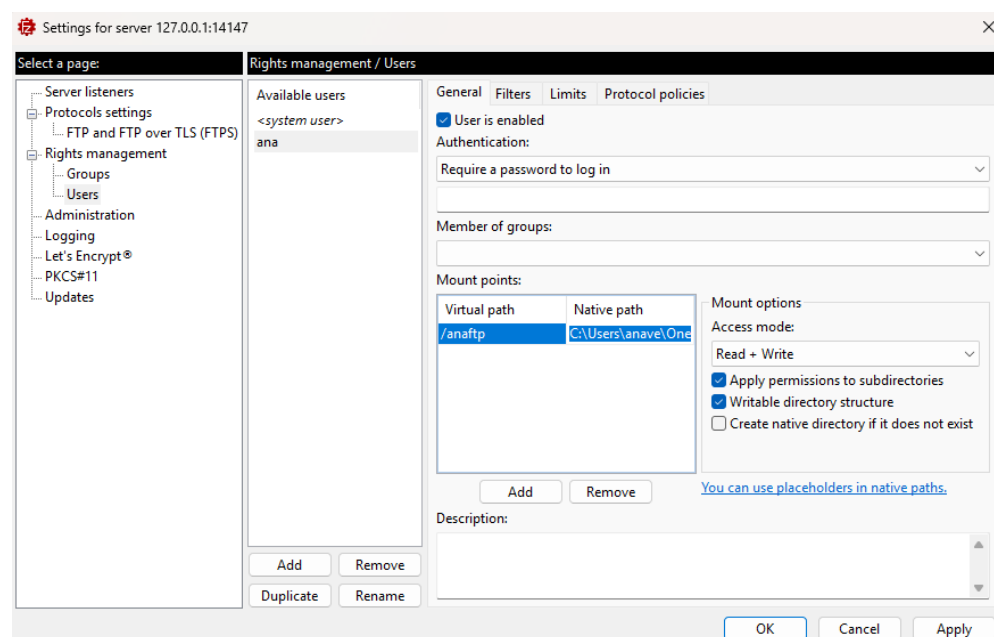 Settings for server 127.0.0.1:14147
Select a page:
Server listeners
Protocols settings
FTP and FTP over TLS (FTPS)
Rights management
Groups
Users
Administration
Logging
Let's Encrypt®
PKCS#11
Updates
Rights management / Users
Available users
<system user>
ana
Add Remove
Duplicate Rename
General Filters Limits Protocol policies
User is enabled
Authentication:
Require a password to log in
Member of groups:
Mount points:
Virtual path Native path
/anaftp C:\Users\anave\One
Add Remove
Mount options
Access mode:
Read + Write
Apply permissions to subdirectories
Writable directory structure
Create native directory if it does not exist
You can use placeholders in native paths.
Description:
OK Cancel Apply